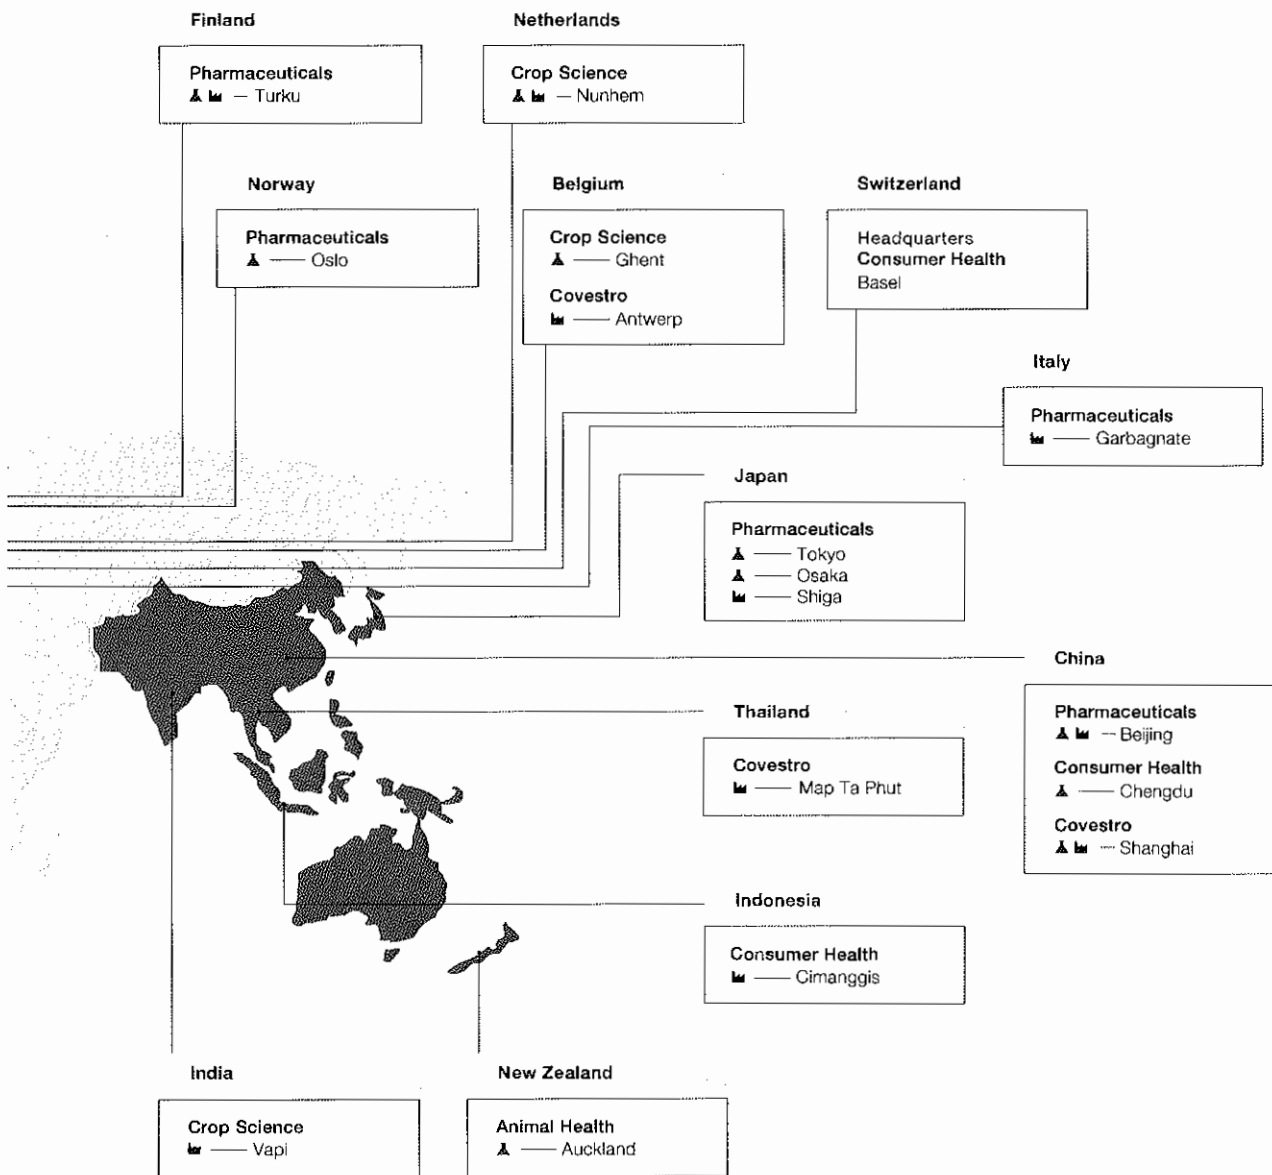 Finland
Pharmaceuticals
Turku
Netherlands
Crop Science
Nunhem
Norway
Pharmaceuticals
Oslo
Belgium
Crop Science
Ghent
Covestro
Antwerp
Switzerland
Headquarters
Consumer Health
Basel
Italy
Pharmaceuticals
Garbagnate
Japan
Pharmaceuticals
Tokyo
Osaka
Shiga
China
Pharmaceuticals
Beijing
Consumer Health
Chengdu
Covestro
Shanghai
Thailand
Covestro
Map Ta Phut
Indonesia
Consumer Health
Cimanggis
India
Crop Science
Vapi
New Zealand
Animal Health
Auckland